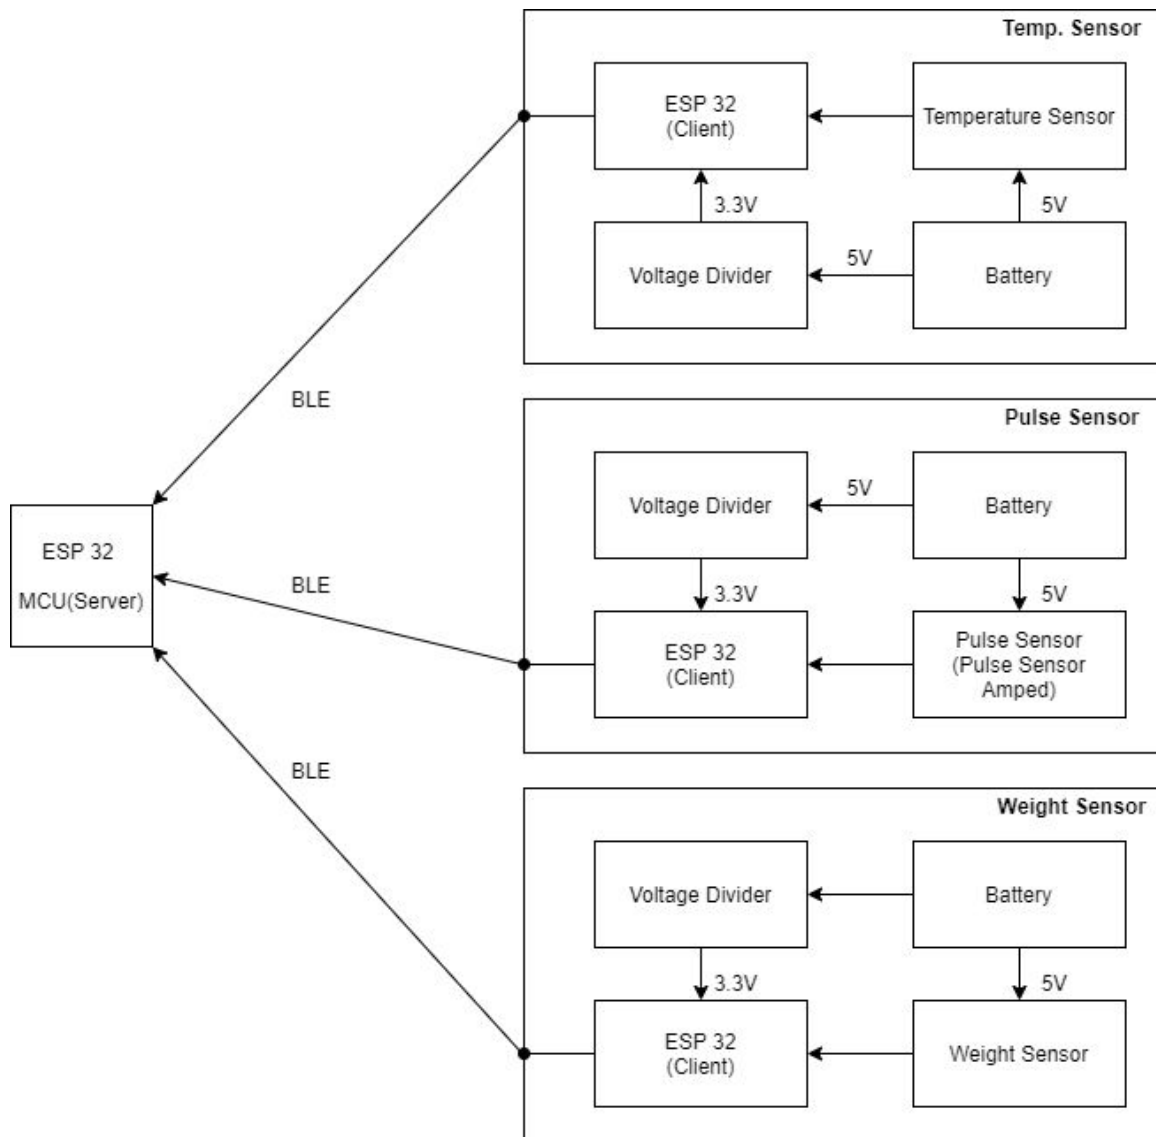 Temp. Sensor
ESP 32
(Client)
Temperature Sensor
3.3V
5V
Voltage Divider
5V
Battery
BLE
Pulse Sensor
Voltage Divider
5V
Battery
ESP 32
MCU(Server)
BLE
3.3V
5V
ESP 32
(Client)
Pulse Sensor
(Pulse Sensor
Amped)
BLE
Weight Sensor
Voltage Divider
Battery
3.3V
5V
ESP 32
(Client)
Weight Sensor